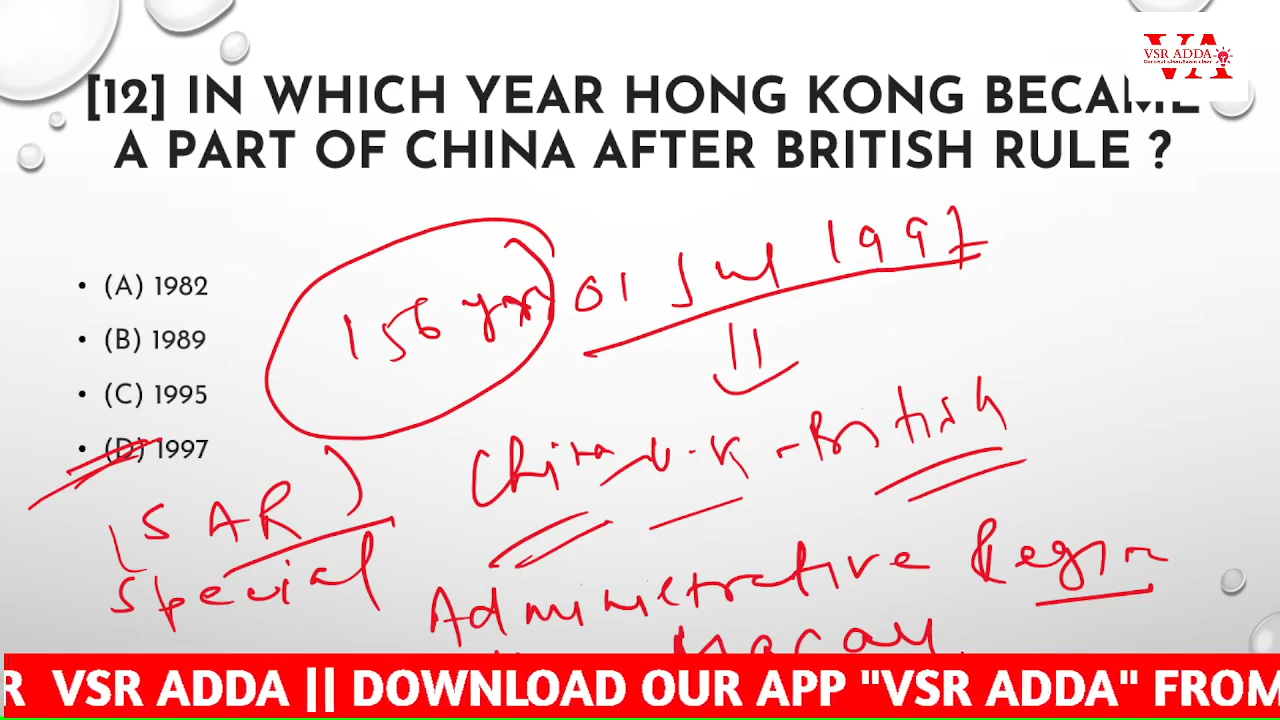 VSR ADDA
[12] IN WHICH YEAR HONG KONG BECAME
A PART OF CHINA AFTER BRITISH RULE ?
156 yrs 01 Jul 1997
• (A) 1982
• (B) 1989
• (C) 1995
• (D) 1997
China U.K - British
(SAR)
Special Administrative Region
Macau
R VSR ADDA || DOWNLOAD OUR APP "VSR ADDA" FROM